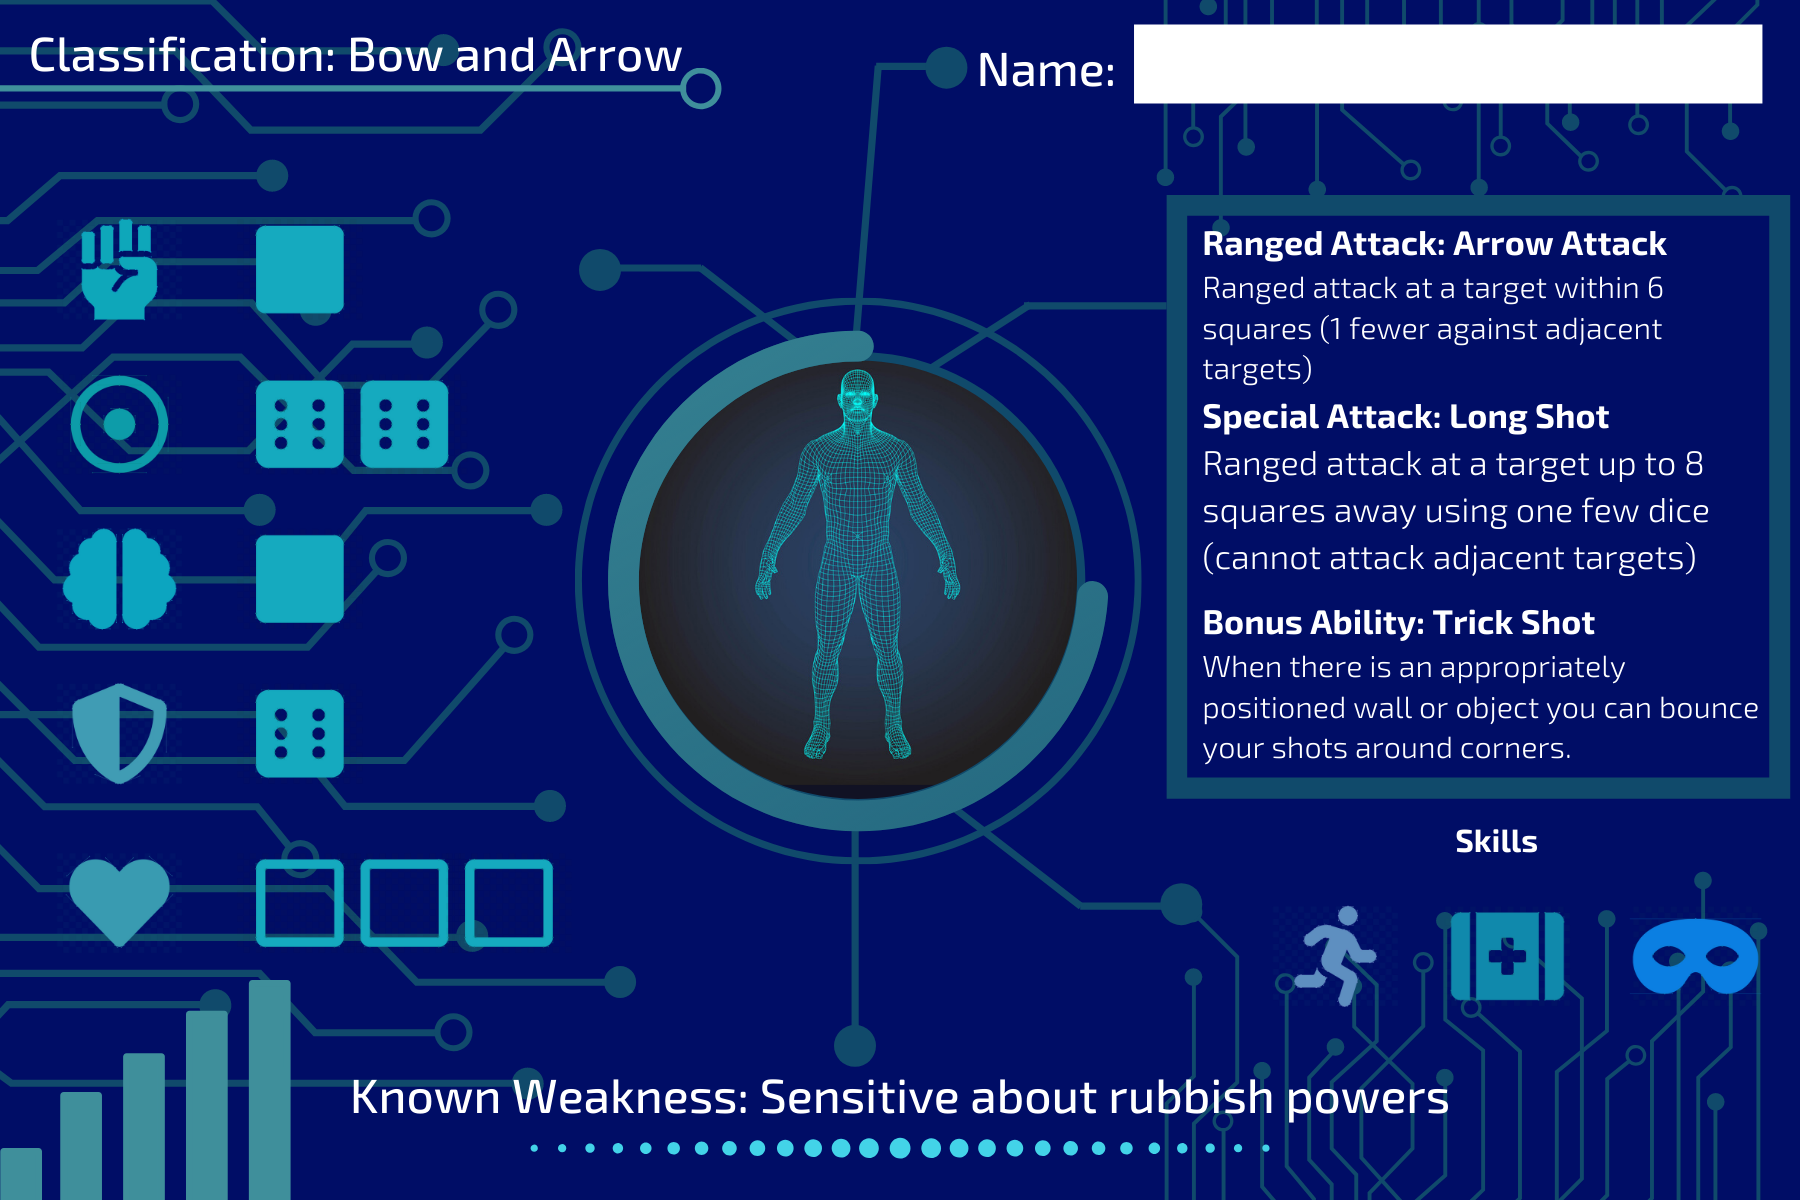 Classification: Bow and Arrow
Name:
Ranged Attack: Arrow Attack
Ranged attack at a target within 6
squares (1 fewer against adjacent
targets)
Special Attack: Long Shot
Ranged attack at a target up to 8
squares away using one few dice
(cannot attack adjacent targets)
Bonus Ability: Trick Shot
When there is an appropriately
positioned wall or object you can bounce
your shots around corners.
Skills
Known Weakness: Sensitive about rubbish powers